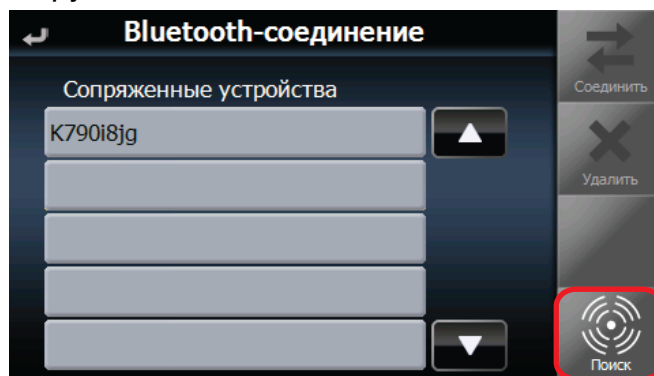 Bluetooth-соединение
Соединить
Сопряженные устройства
K790i8jg
Удалить
Поиск